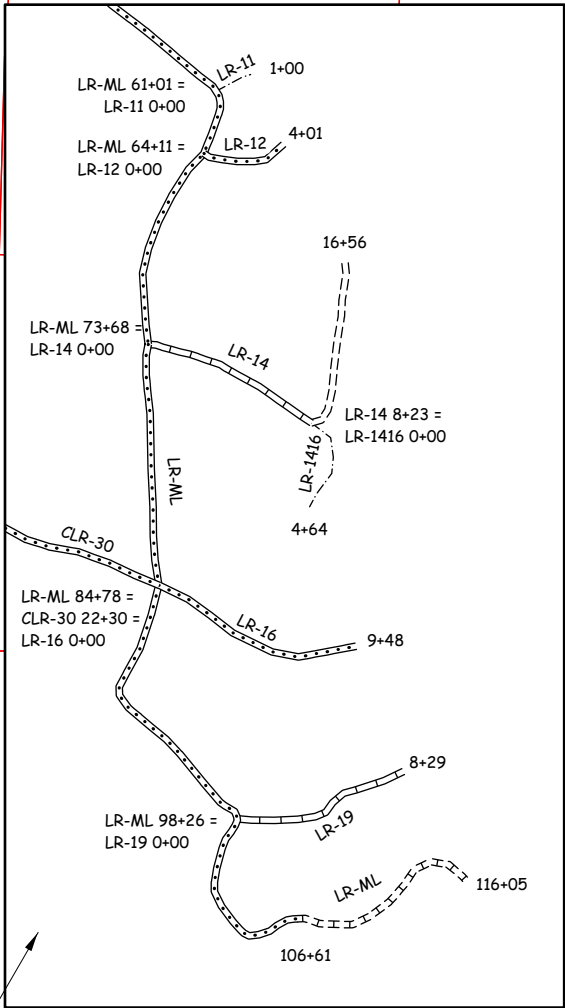 LR-11
1+00
LR-ML 61+01 =
LR-11 0+00
LR-ML 64+11 =
LR-12 0+00
LR-12
4+01
16+56
LR-ML 73+68 =
LR-14 0+00
LR-14
LR-14 8+23 =
LR-1416 0+00
LR-1416
4+64
LR-ML
CLR-30
LR-ML 84+78 =
CLR-30 22+30 =
LR-16 0+00
LR-16
9+48
8+29
LR-ML 98+26 =
LR-19 0+00
LR-19
LR-ML
116+05
106+61